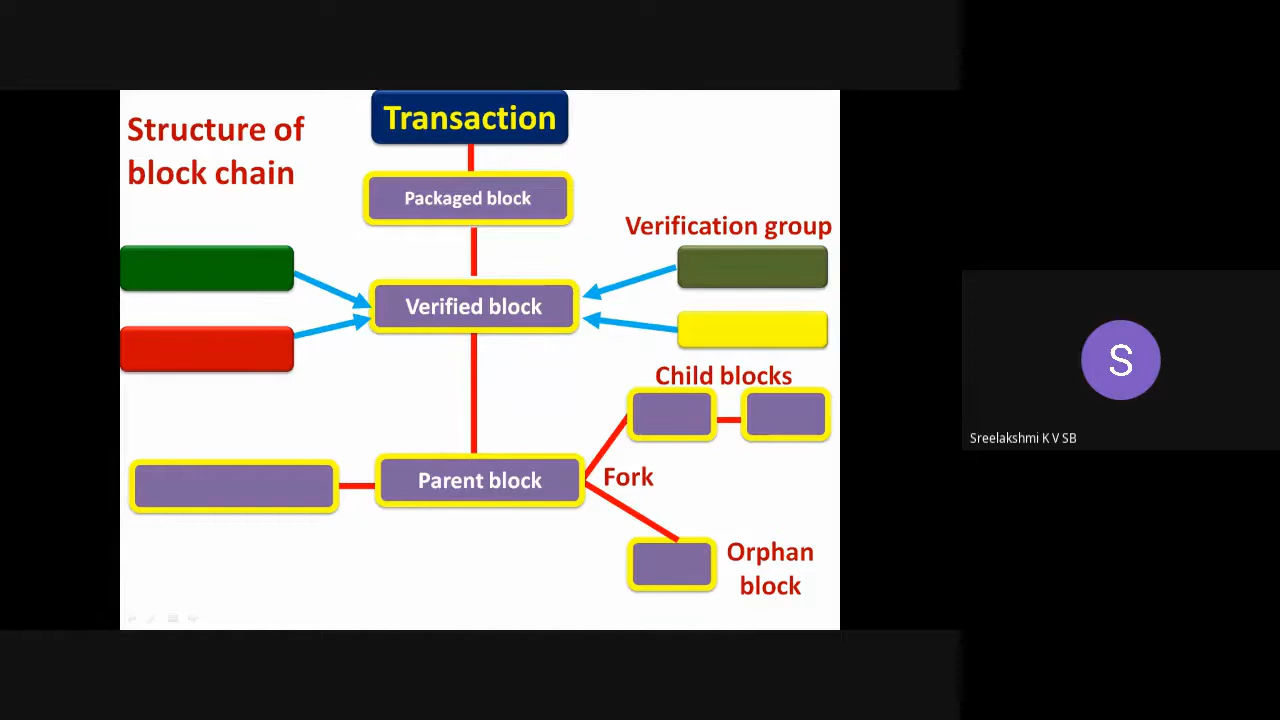 Structure of
block chain
Transaction
Packaged block
Verification group
Verified block
Child blocks
Parent block
Fork
Orphan
block
S
Sreelakshmi K V SB